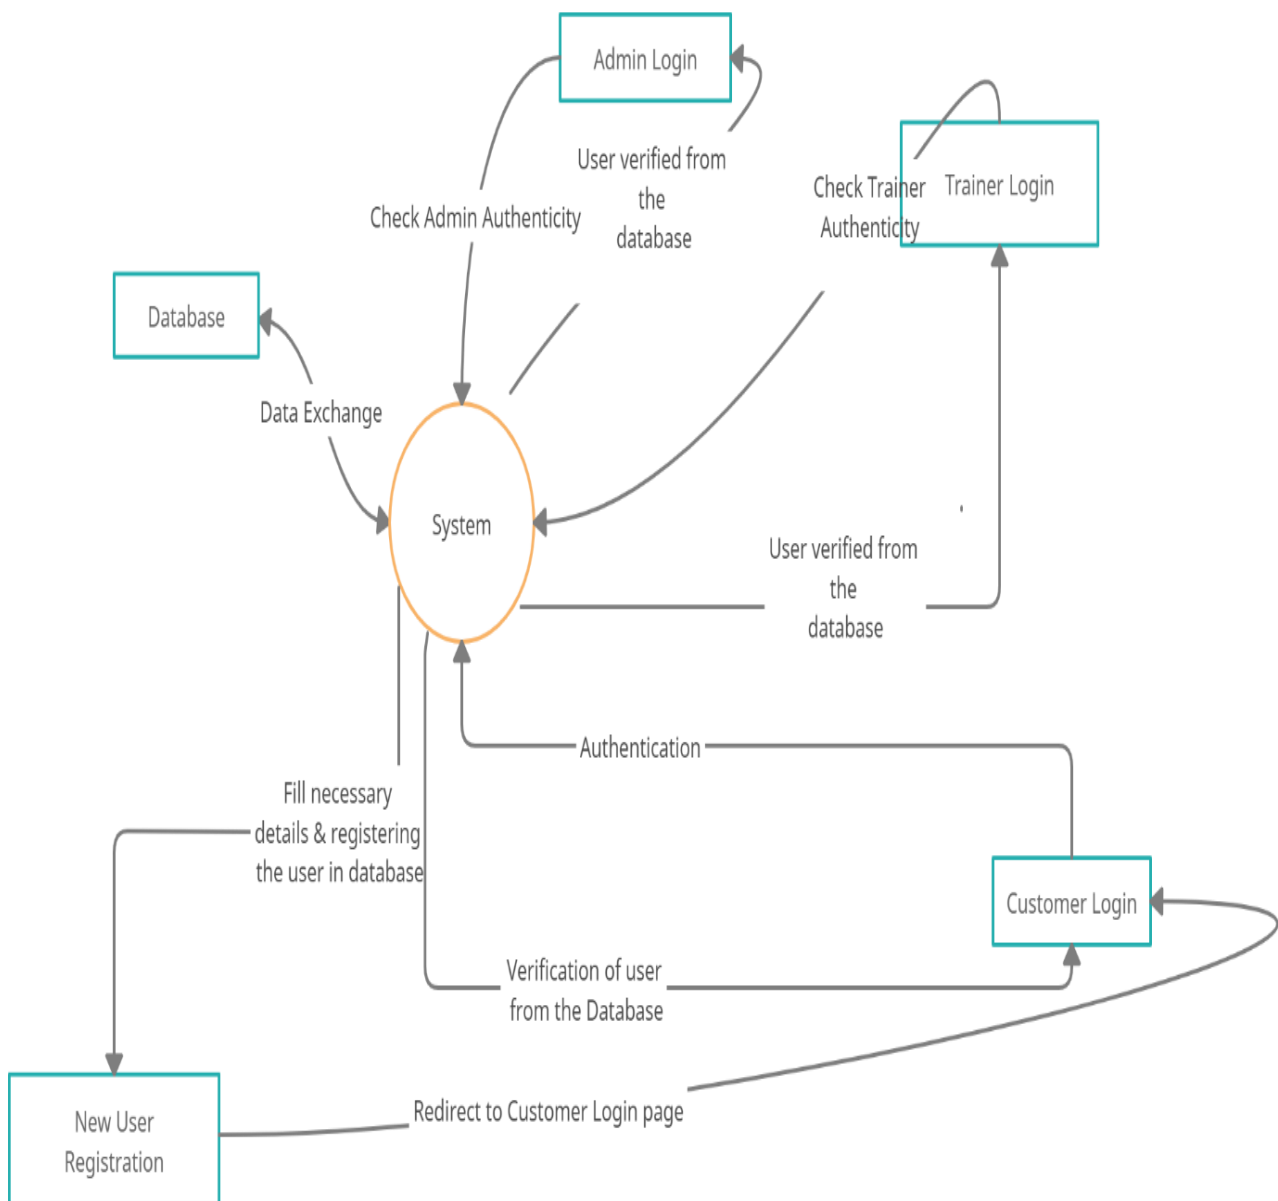 Admin Login
User verified from
the
database
Check Trainer
Authenticity
Trainer Login
Check Admin Authenticity
Database
Data Exchange
System
User verified from
the
database
Authentication
Fill necessary
details & registering
the user in database
Customer Login
Verification of user
from the Database
Redirect to Customer Login page
New User
Registration